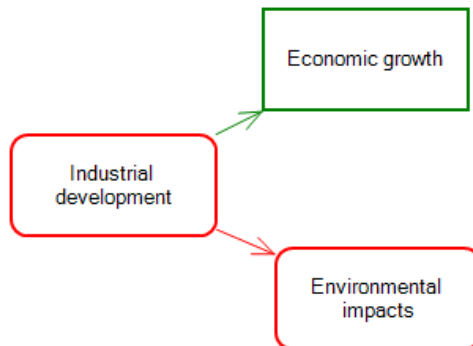 Economic growth
Industrial
development
Environmental
impacts